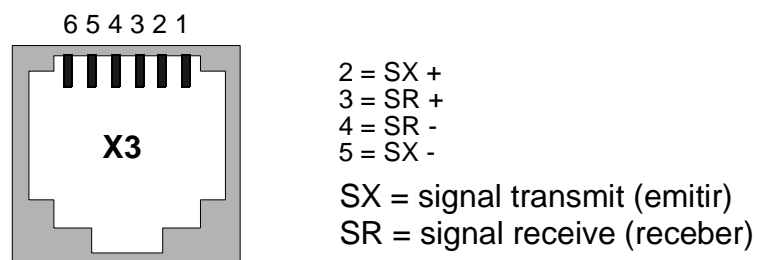 6 5 4 3 2 1
X3
2 = SX +
3 = SR +
4 = SR -
5 = SX -
SX = signal transmit (emitir)
SR = signal receive (receber)